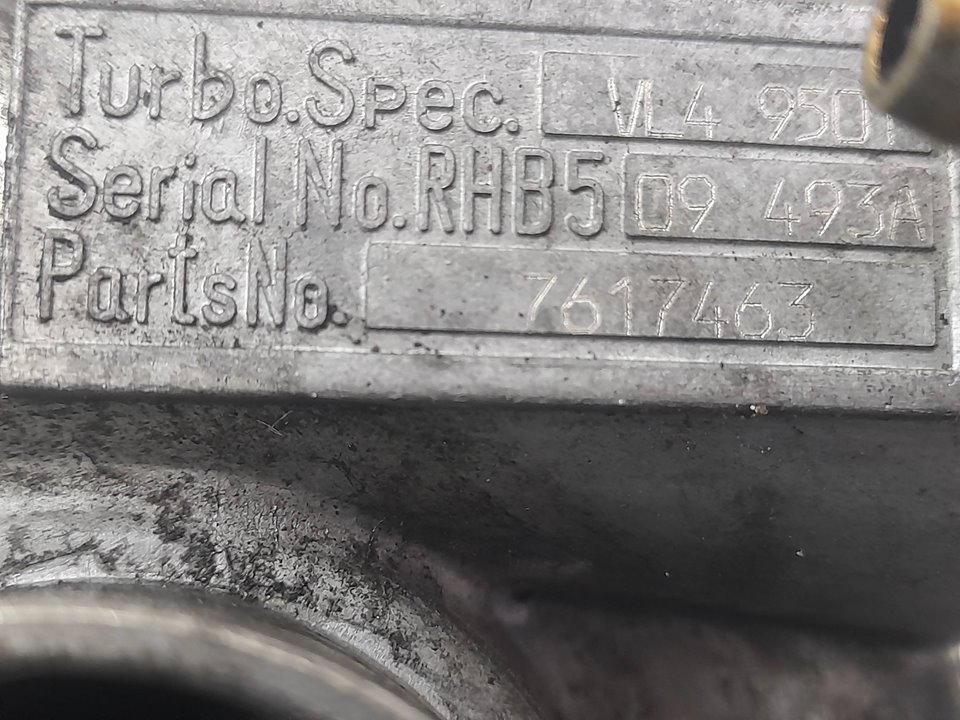 Turbo.Spec. VL4 950
Serial No.RHB5 09 493A
PartsNo. 7617463